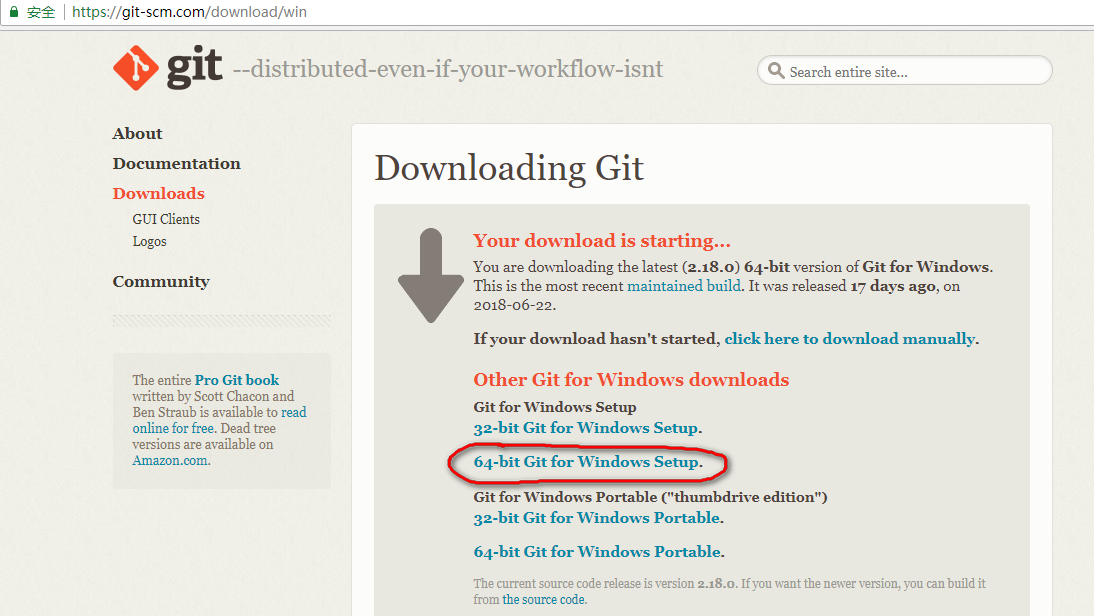 安全 https://git-scm.com/download/win
git --distributed-even-if-your-workflow-isnt
Search entire site...
About
Documentation
Downloads
GUI Clients
Logos
Community
The entire Pro Git book
written by Scott Chacon and
Ben Straub is available to read
online for free. Dead tree
versions are available on
Amazon.com.
Downloading Git
Your download is starting...
You are downloading the latest (2.18.0) 64-bit version of Git for Windows.
This is the most recent maintained build. It was released 17 days ago, on
2018-06-22.
If your download hasn't started, click here to download manually.
Other Git for Windows downloads
Git for Windows Setup
32-bit Git for Windows Setup.
64-bit Git for Windows Setup.
Git for Windows Portable ("thumbdrive edition")
32-bit Git for Windows Portable.
64-bit Git for Windows Portable.
The current source code release is version 2.18.0. If you want the newer version, you can build it
from the source code.